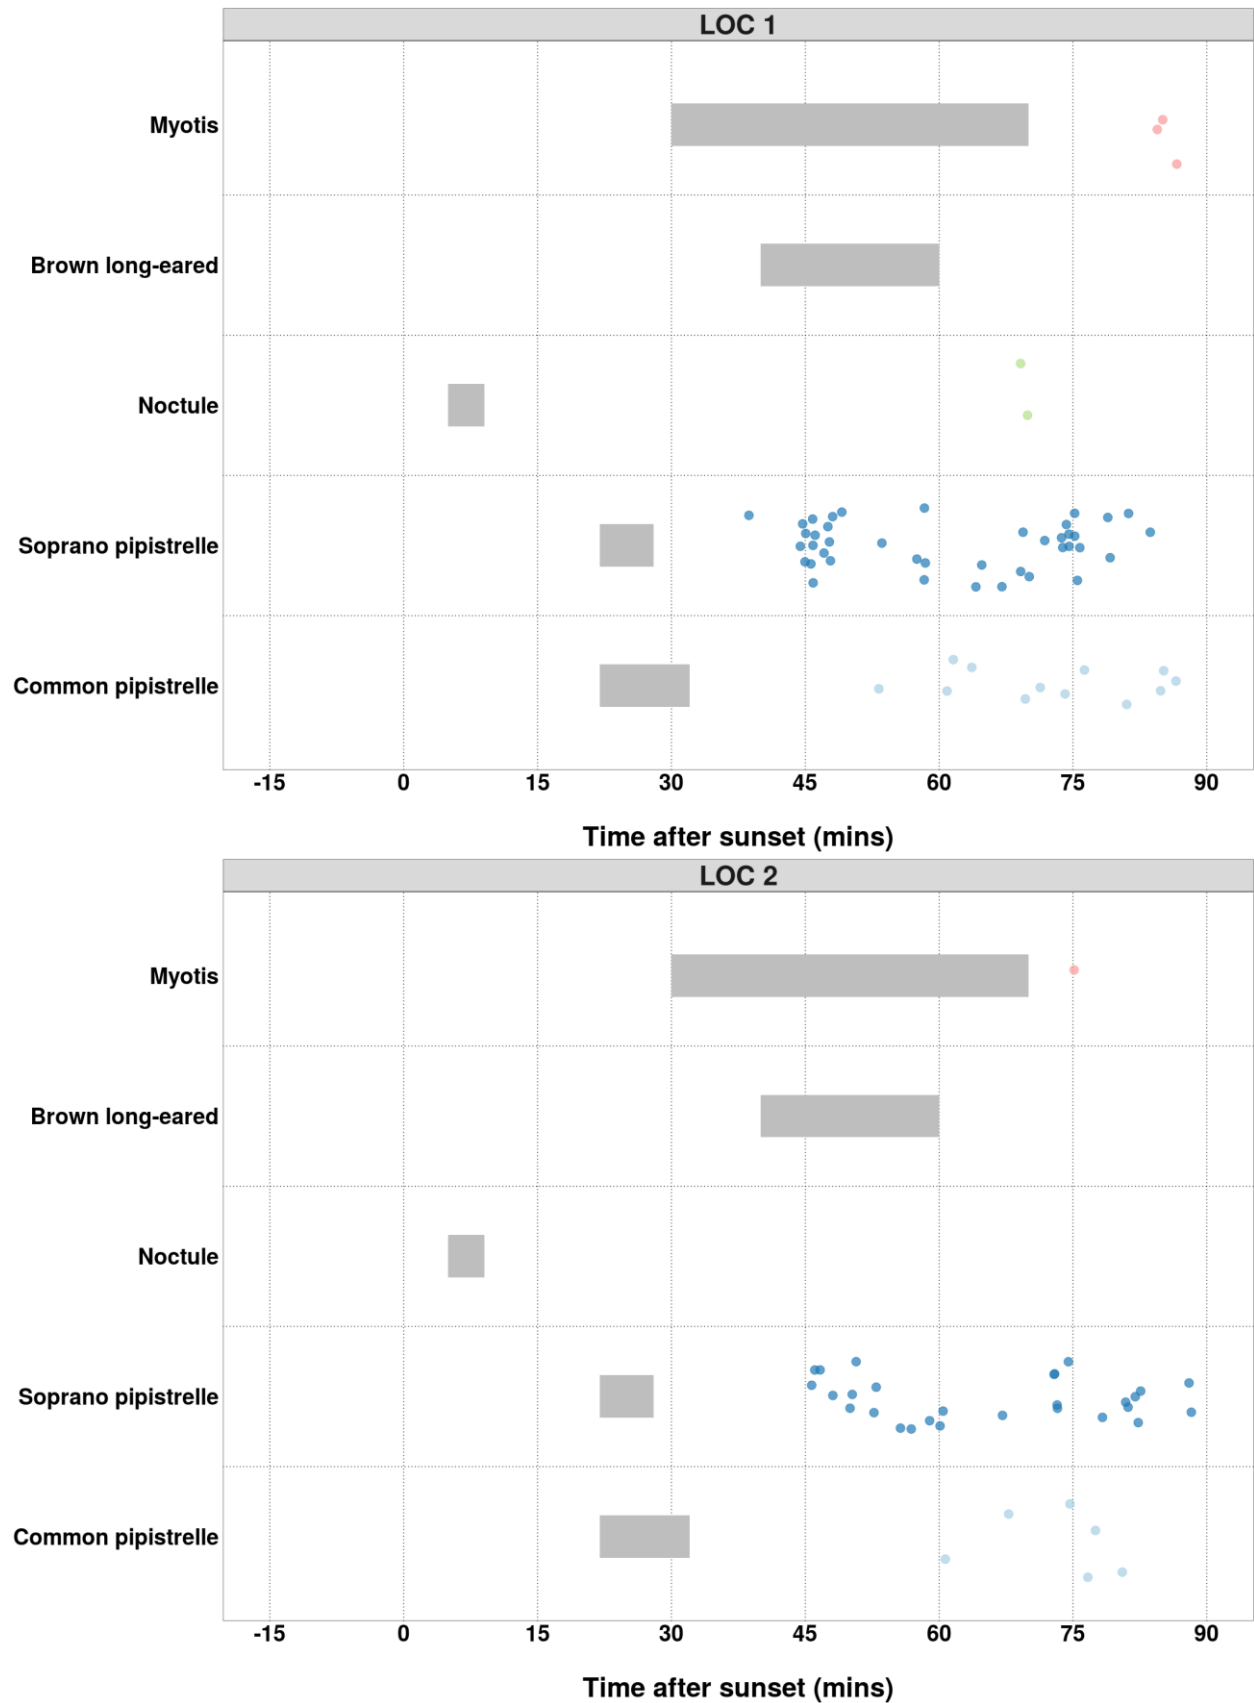 LOC 1
Myotis
Brown long-eared
Noctule
Soprano pipistrelle
Common pipistrelle
-15 0 15 30 45 60 75 90
Time after sunset (mins)
LOC 2
Myotis
Brown long-eared
Noctule
Soprano pipistrelle
Common pipistrelle
-15 0 15 30 45 60 75 90
Time after sunset (mins)